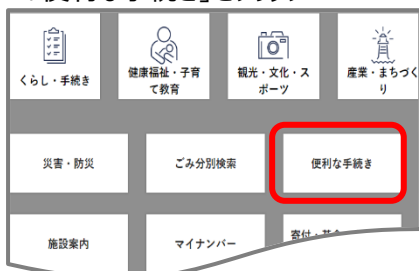 くらし・手続き
健康福祉・子育
て教育
観光・文化・ス
ポーツ
産業・まちづく
り
災害・防災
ごみ分別検索
便利な手続き
施設案内
マイナンバー
寄付・